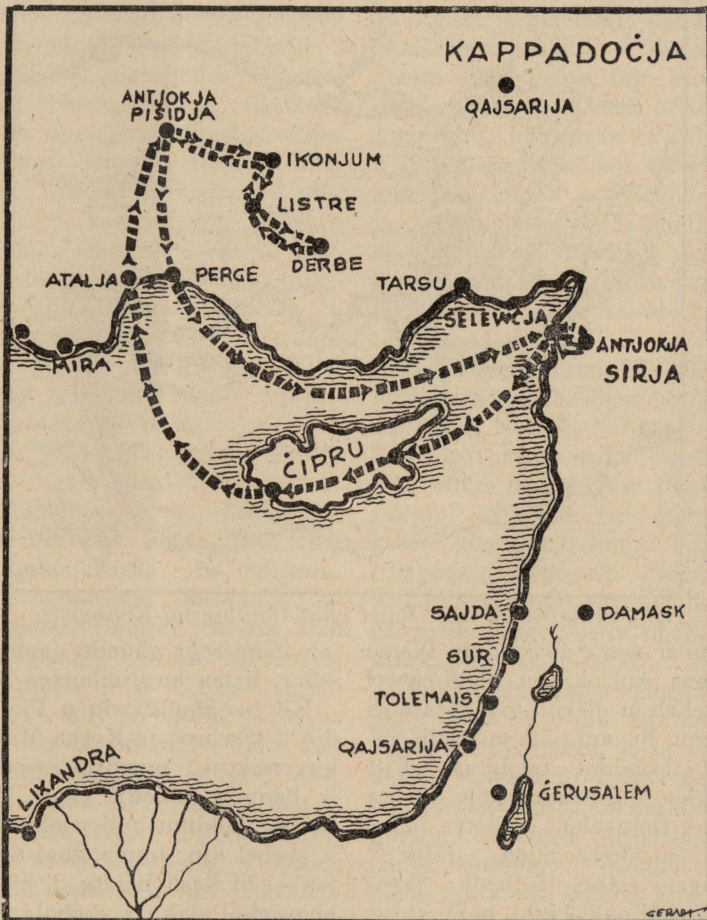 KAPPADOĊJA
QAJSARIJA
ANTJOKJA
PISIDJA
IKONJUM
LISTRE
DERBE
ATALJA
PERGE
TARSU
SELEWĊJA
ANTJOKJA
SIRJA
MIRA
ĊIPRU
SAJDA
DAMASK
SUR
TOLEMAIS
QAJSARIJA
LIXANDRA
ĠERUSALEM